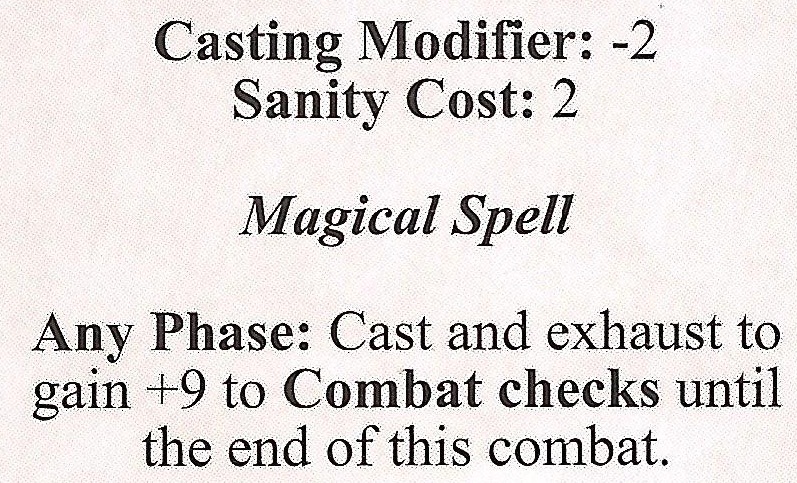 Casting Modifier: -2
Sanity Cost: 2
Magical Spell
Any Phase: Cast and exhaust to
gain +9 to Combat checks until
the end of this combat.